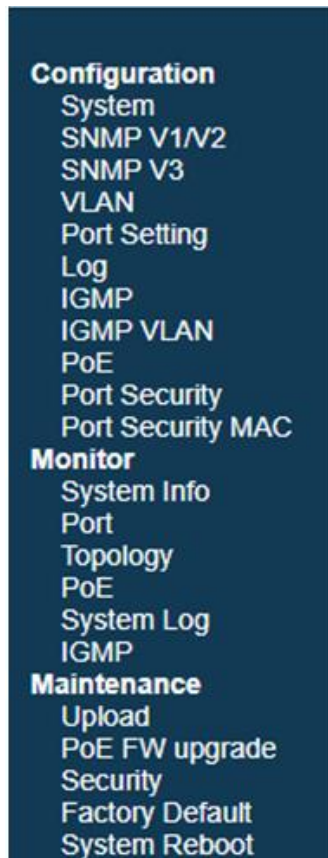 Configuration
System
SNMP V1/V2
SNMP V3
VLAN
Port Setting
Log
IGMP
IGMP VLAN
PoE
Port Security
Port Security MAC
Monitor
System Info
Port
Topology
PoE
System Log
IGMP
Maintenance
Upload
PoE FW upgrade
Security
Factory Default
System Reboot